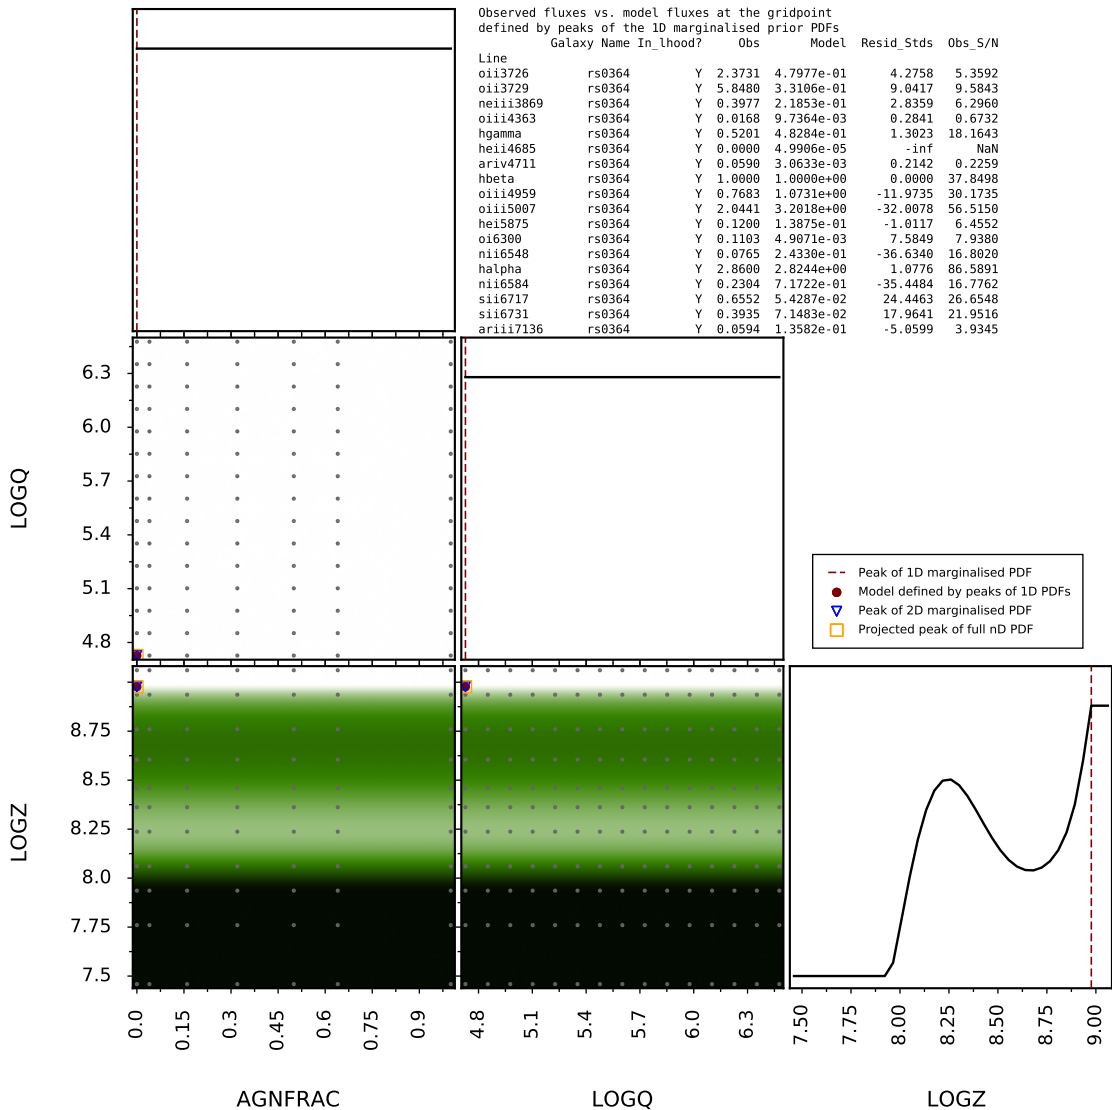 Observed fluxes vs. model fluxes at the gridpoint
defined by peaks of the 1D marginalised prior PDFs
Galaxy Name In_lhood? Obs Model Resid_Stds Obs_S/N
Line
oii3726 rs0364 Y 2.3731 4.7977e-01 4.2758 5.3592
oii3729 rs0364 Y 5.8480 3.3106e-01 9.0417 9.5843
neiii3869 rs0364 Y 0.3977 2.1853e-01 2.8359 6.2960
oiii4363 rs0364 Y 0.0168 9.7364e-03 0.2841 0.6732
hgamma rs0364 Y 0.5201 4.8284e-01 1.3023 18.1643
heii4685 rs0364 Y 0.0000 4.9906e-05 -inf NaN
ariv4711 rs0364 Y 0.0590 3.0633e-03 0.2142 0.2259
hbeta rs0364 Y 1.0000 1.0000e+00 0.0000 37.8498
oiii4959 rs0364 Y 0.7683 1.0731e+00 -11.9735 30.1735
oiii5007 rs0364 Y 2.0441 3.2018e+00 -32.0078 56.5150
hei5875 rs0364 Y 0.1200 1.3875e-01 -1.0117 6.4552
oi6300 rs0364 Y 0.1103 4.9071e-03 7.5849 7.9380
nii6548 rs0364 Y 0.0765 2.4330e-01 -36.6340 16.8020
halpha rs0364 Y 2.8600 2.8244e+00 1.0776 86.5891
nii6584 rs0364 Y 0.2304 7.1722e-01 -35.4484 16.7762
sii6717 rs0364 Y 0.6552 5.4287e-02 24.4463 26.6548
sii6731 rs0364 Y 0.3935 7.1483e-02 17.9641 21.9516
ariii7136 rs0364 Y 0.0594 1.3582e-01 -5.0599 3.9345
LOGQ
6.3
6.0
5.7
5.4
5.1
4.8
Peak of 1D marginalised PDF
Model defined by peaks of 1D PDFs
Peak of 2D marginalised PDF
Projected peak of full nD PDF
LOGZ
8.75
8.5
8.25
8.0
7.75
7.5
0.0 0.15 0.3 0.45 0.6 0.75 0.9
4.8 5.1 5.4 5.7 6.0 6.3
7.50 7.75 8.00 8.25 8.50 8.75 9.00
AGNFRAC LOGQ LOGZ